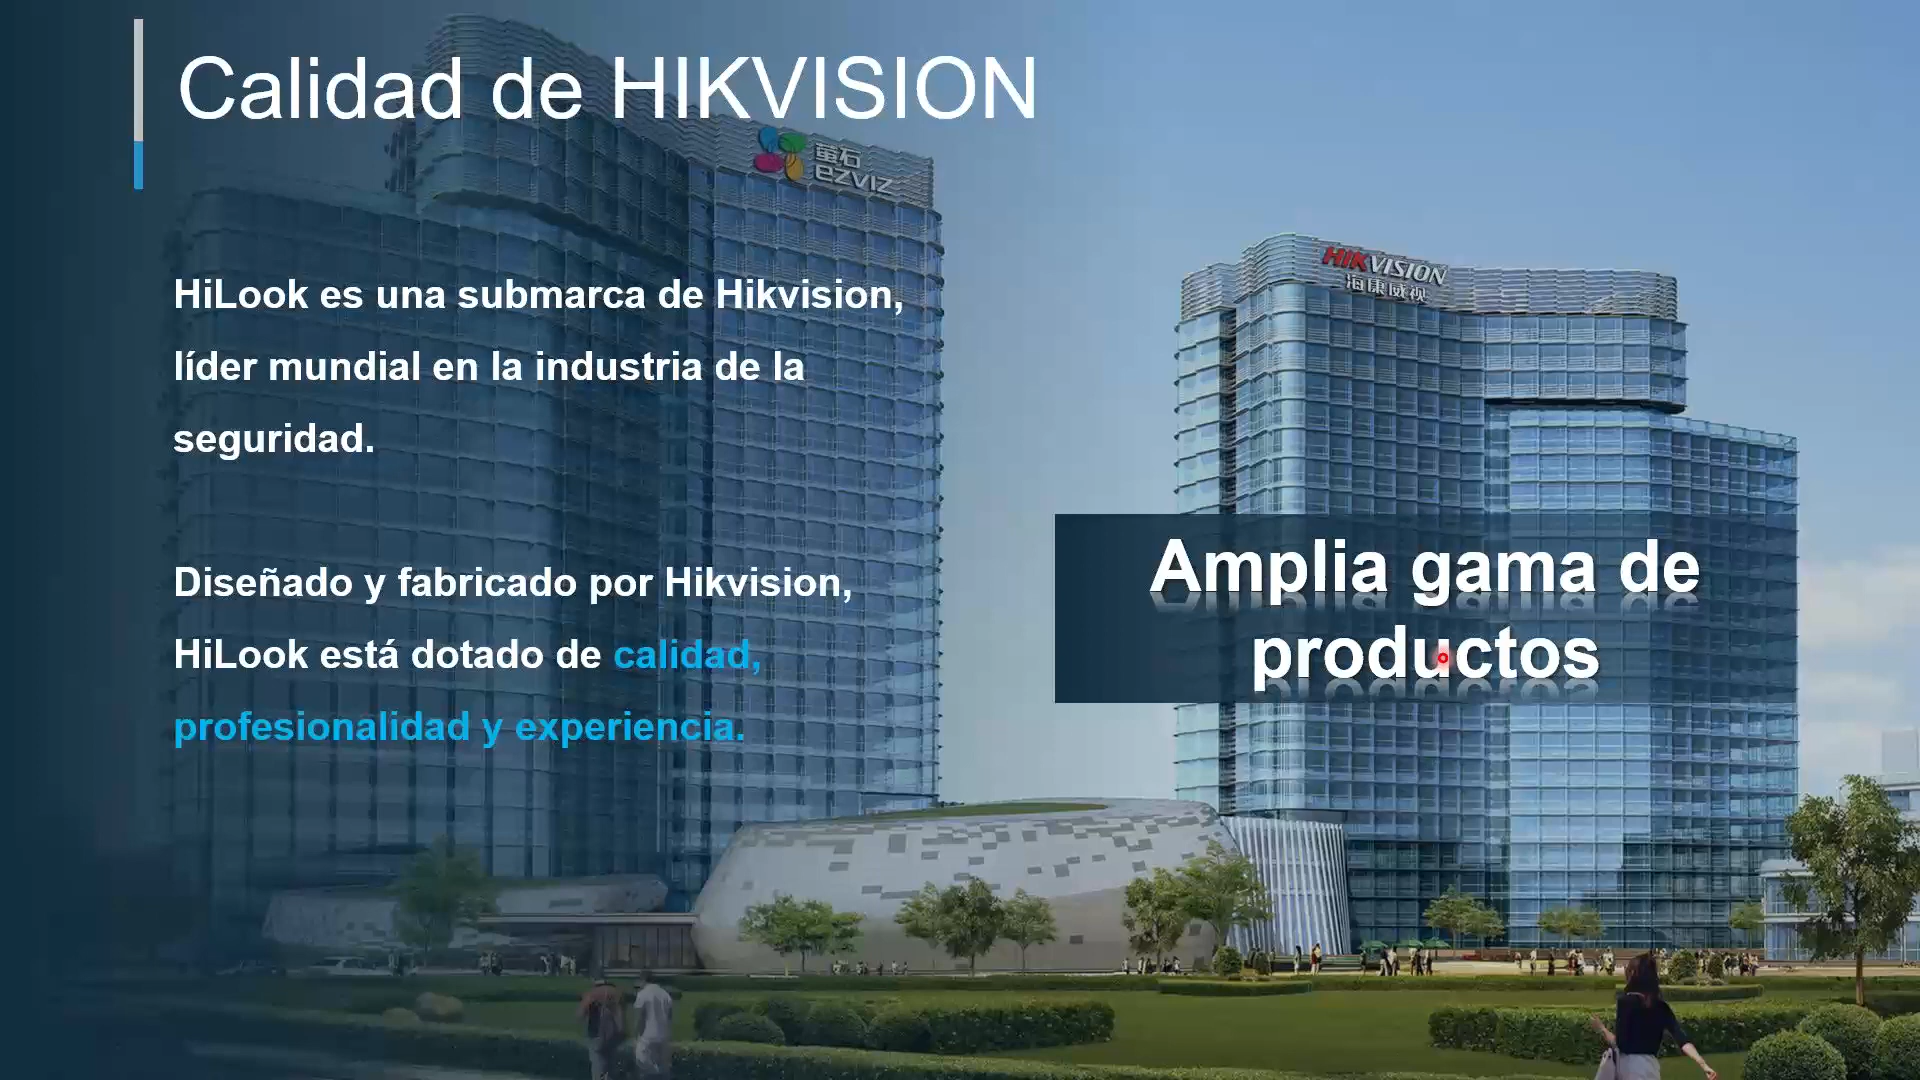 Calidad de HIKVISION
萤石
ezviz
HIKVISION
海康威视
HiLook es una submarca de Hikvision,
líder mundial en la industria de la
seguridad.
Diseñado y fabricado por Hikvision,
HiLook está dotado de calidad,
profesionalidad y experiencia.
Amplia gama de
productos